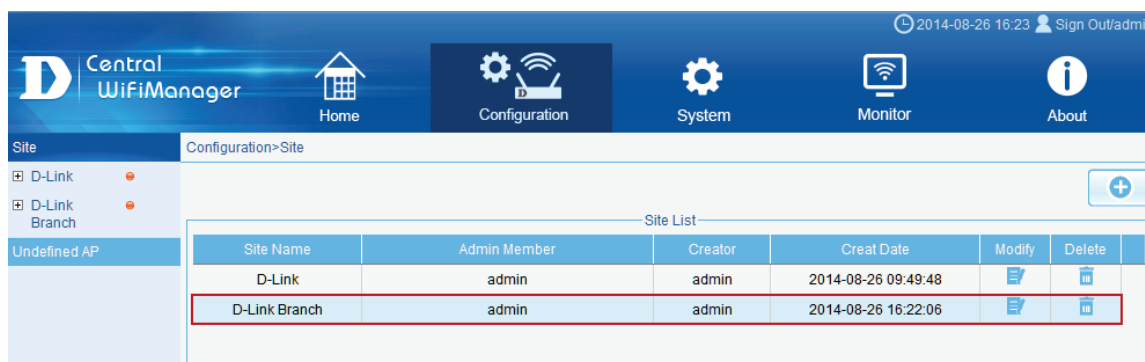 2014-08-26 16:23 Sign Out/admi
D Central
WiFiManager
Home
D
Configuration
System
Monitor
About
Site
Configuration>Site
D-Link
D-Link
Branch
Undefined AP
Site List
Site Name Admin Member Creator Creat Date Modify Delete
D-Link admin admin 2014-08-26 09:49:48
D-Link Branch admin admin 2014-08-26 16:22:06